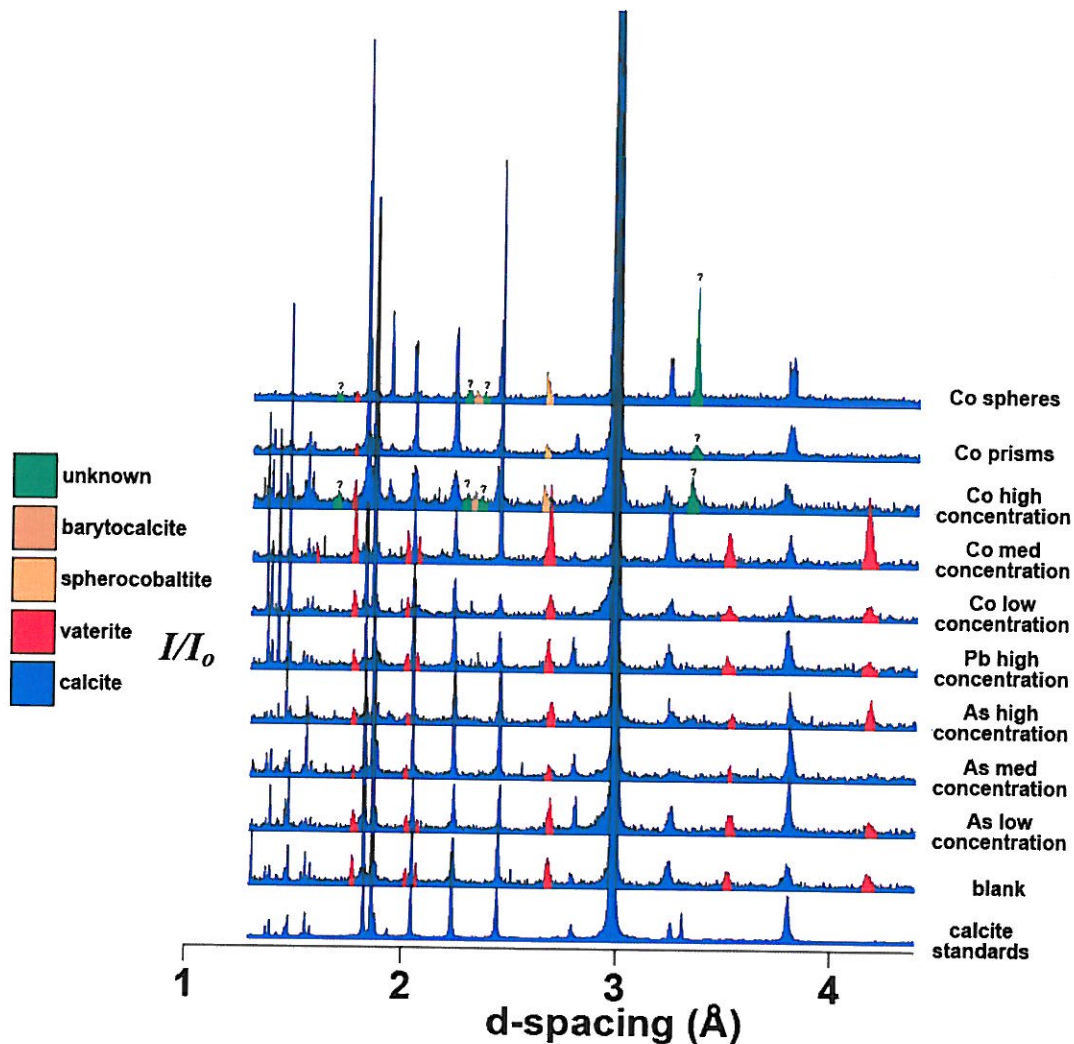 ?
?
? ?
Co spheres
?
Co prisms
unknown
?
? ?
?
Co high
concentration
barytocalcite
Co med
concentration
spherocobaltite
Co low
concentration
vaterite
I/Io
Pb high
concentration
calcite
As high
concentration
As med
concentration
As low
concentration
blank
calcite
standards
1 2 3 4
d-spacing (Å)